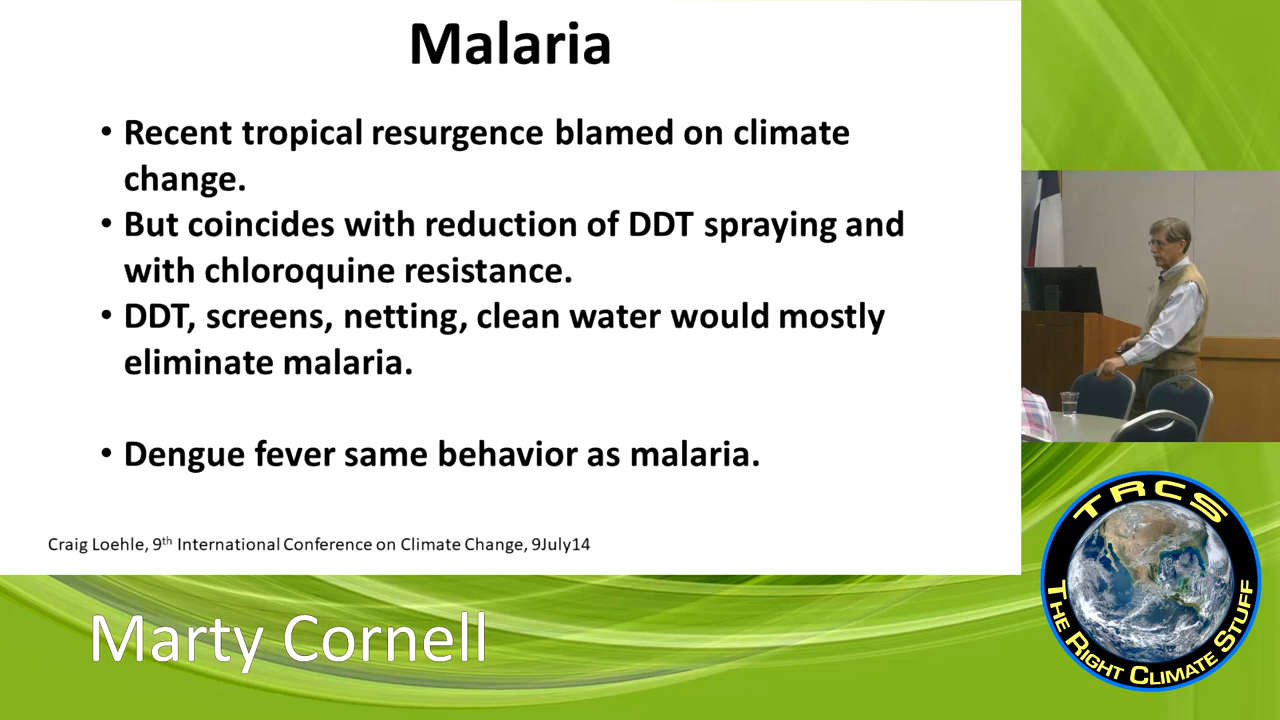 Malaria
• Recent tropical resurgence blamed on climate
change.
• But coincides with reduction of DDT spraying and
with chloroquine resistance.
• DDT, screens, netting, clean water would mostly
eliminate malaria.
• Dengue fever same behavior as malaria.
Craig Loehle, 9th International Conference on Climate Change, 9July14
Marty Cornell
TRCS
THE RIGHT CLIMATE STUFF